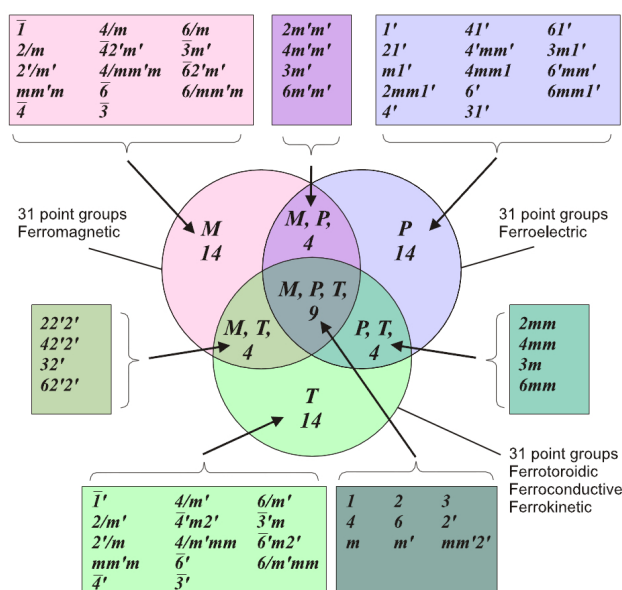 1̅ 4/m 6/m
2/m 4̅2'm' 3̅m'
2'/m' 4/mm'm 6̅2'm'
mm'm 6̅ 6/mm'm
4̅ 3̅
2m'm'
4m'm'
3m'
6m'm'
1' 41' 61'
21' 4'mm' 3m1'
m1' 4mm1 6'mm'
2mm1' 6' 6mm1'
4' 31'
31 point groups
Ferromagnetic
M
14
M, P,
4
P
14
31 point groups
Ferroelectric
M, P, T,
9
22'2'
42'2'
32'
62'2'
M, T,
4
P, T,
4
2mm
4mm
3m
6mm
T
14
31 point groups
Ferrotoroidic
Ferroconductive
Ferrokinetic
1̅' 4/m' 6/m'
2/m' 4̅'m2' 3̅'m
2'/m 4/m'mm 6̅'m2'
mm'm 6̅' 6/m'mm
4̅' 3̅'
1 2 3
4 6 2'
m m' mm'2'